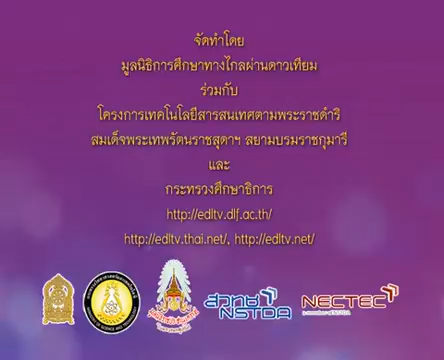 จัดทำโดย
มูลนิธิการศึกษาทางไกลผ่านดาวเทียม
ร่วมกับ
โครงการเทคโนโลยีสารสนเทศตามพระราชดำริ
สมเด็จพระเทพรัตนราชสุดาฯ สยามบรมราชกุมารี
และ
กระทรวงศึกษาธิการ
http://edltv.dlf.ac.th/
http://edltv.thai.net/, http://edltv.net/
สวทช
NSTDA
NECTEC
a member of NSTDA